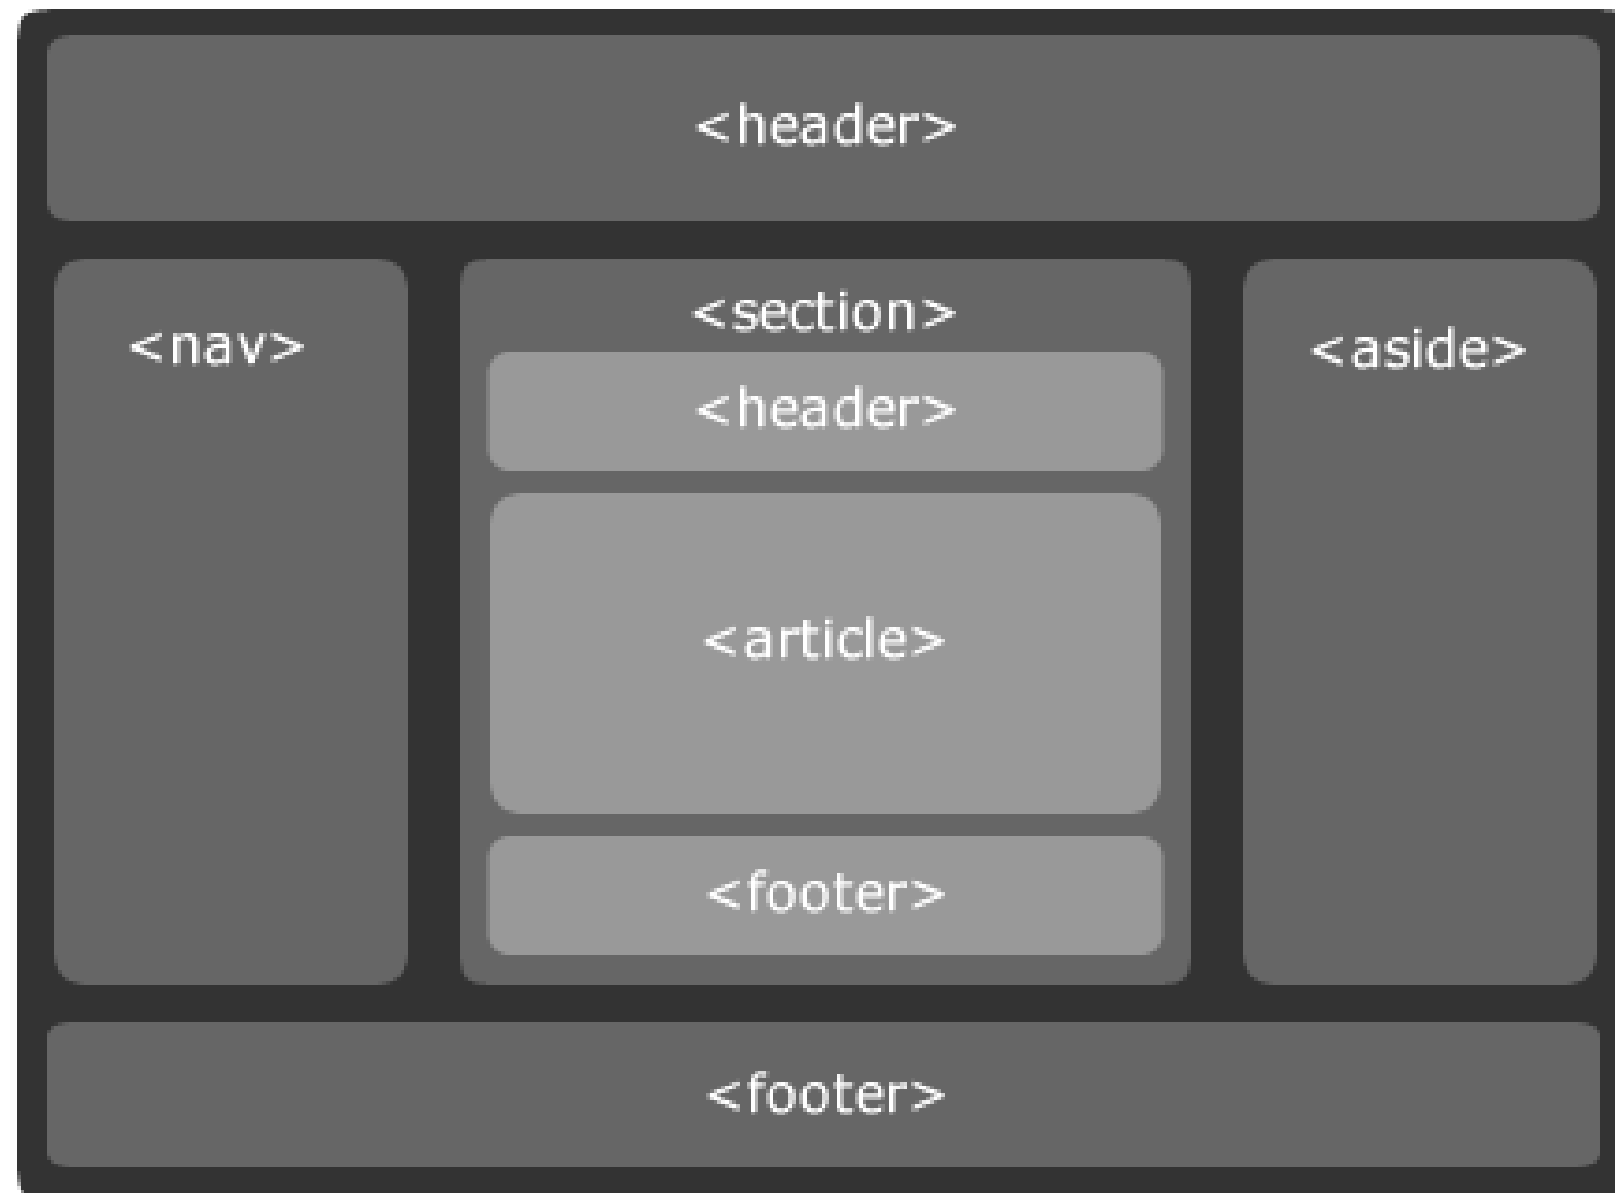 <header>
<nav>
<section>
<header>
<article>
<footer>
<aside>
<footer>